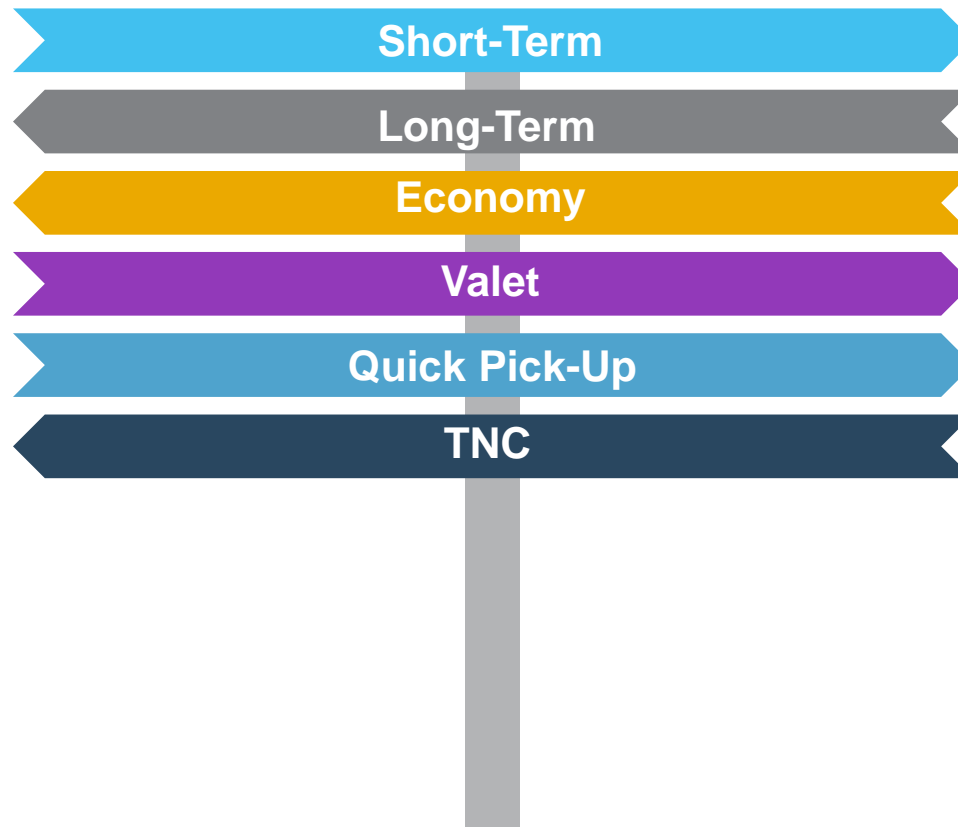 Short-Term
Long-Term
Economy
Valet
Quick Pick-Up
TNC